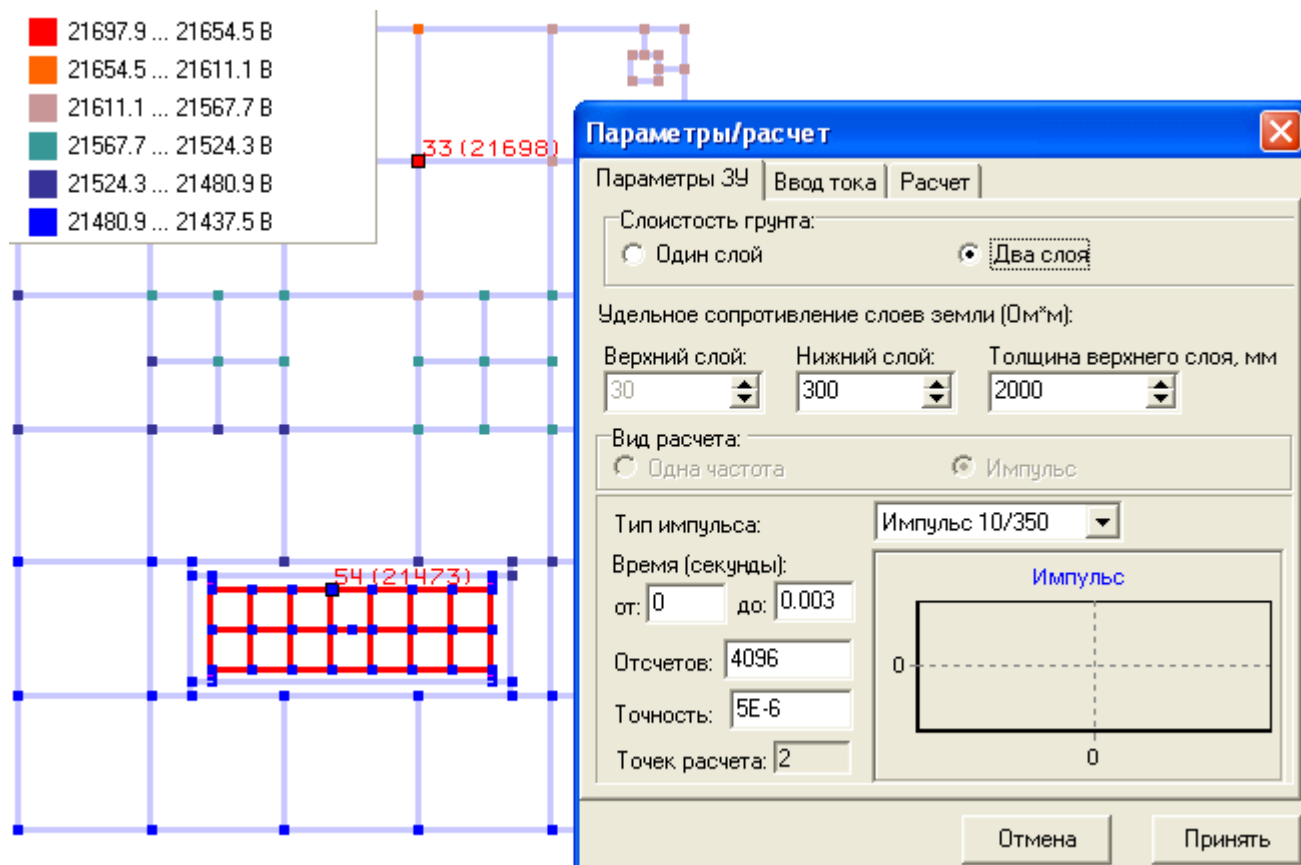 21697.9 ... 21654.5 В
21654.5 ... 21611.1 В
21611.1 ... 21567.7 В
21567.7 ... 21524.3 В
21524.3 ... 21480.9 В
21480.9 ... 21437.5 В
33(21698)
54(21473)
Параметры/расчет
Параметры ЗУ Ввод тока Расчет
Слоистость грунта:
Один слой Два слоя
Удельное сопротивление слоев земли (Ом*м):
Верхний слой: Нижний слой: Толщина верхнего слоя, мм
30 300 2000
Вид расчета:
Одна частота Импульс
Тип импульса: Импульс 10/350
Время (секунды):
от: 0 до: 0.003
Отсчетов: 4096
Точность: 5E-6
Точек расчета: 2
Импульс
0
0
Отмена Принять